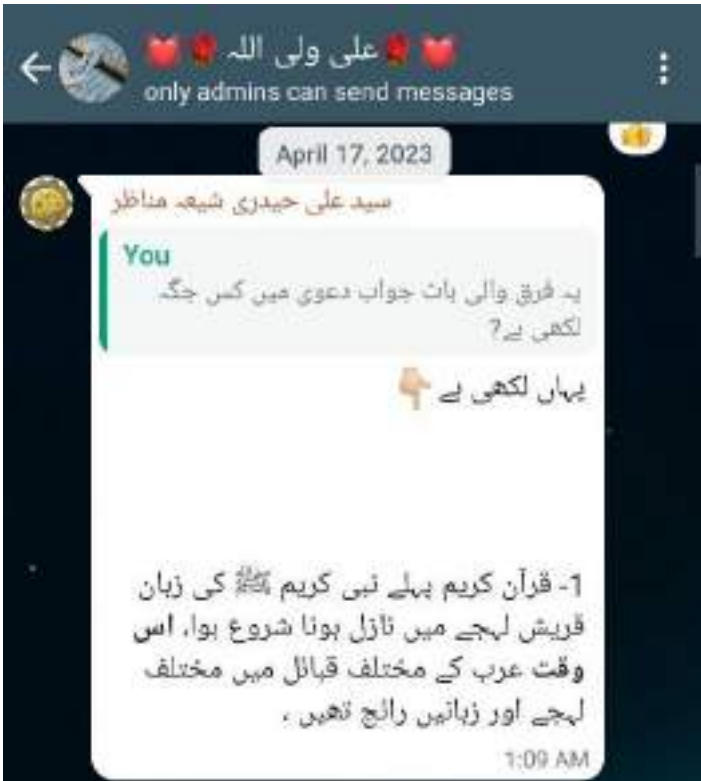 ❤️🌹علی ولی اللہ🌹❤️
only admins can send messages
April 17, 2023
سید علی حیدری شیعہ مناظر
You
یہ فرق والی بات جواب دعوی میں کس جگہ
لکھی ہے?
یہاں لکھی ہے 👇🏼
1- قرآن کریم پہلے نبی کریم ﷺ کی زبان
قریش لہجے میں نازل ہونا شروع ہوا، اس
وقت عرب کے مختلف قبائل میں مختلف
لہجے اور زبانیں رائج تھیں ،
1:09 AM